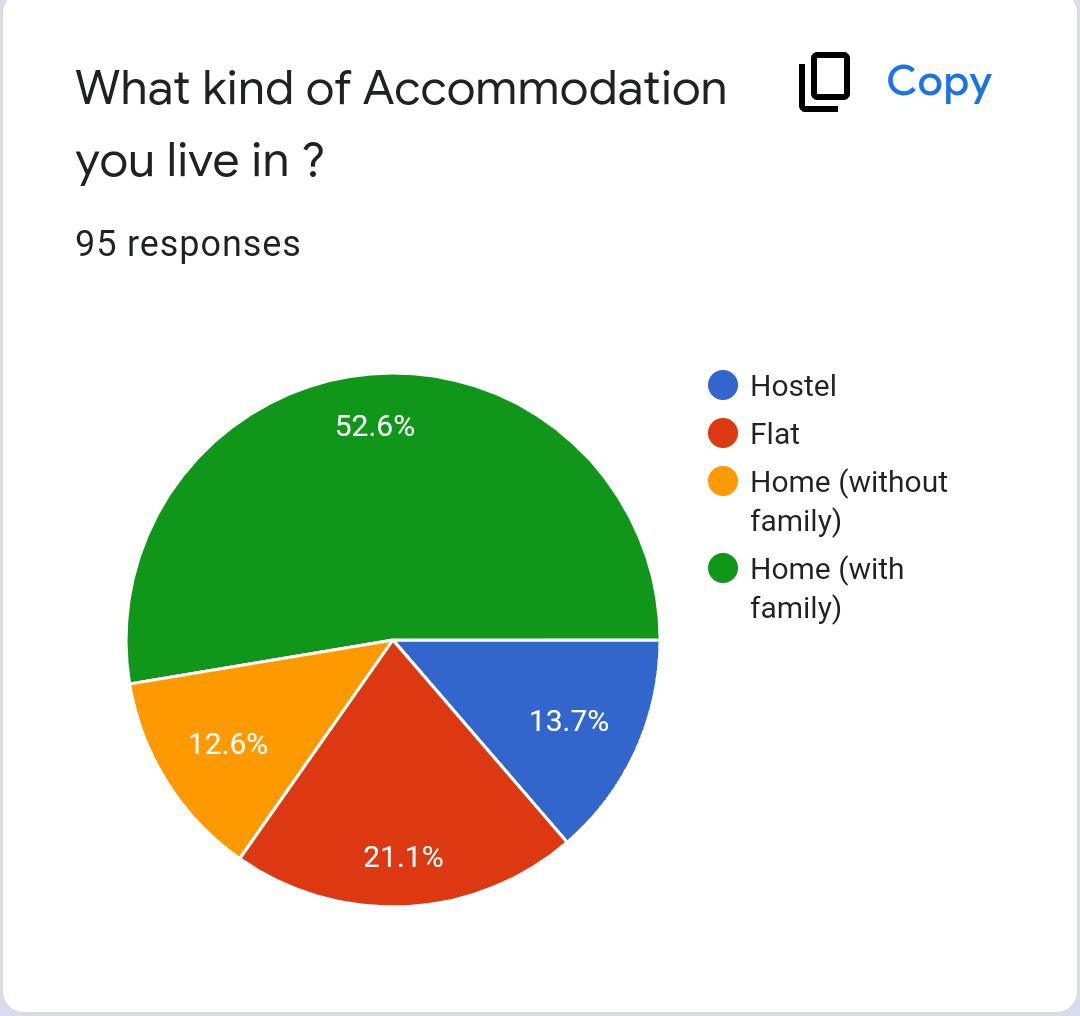 What kind of Accommodation
you live in ?
Copy
95 responses
52.6%
13.7%
12.6%
21.1%
Hostel
Flat
Home (without
family)
Home (with
family)